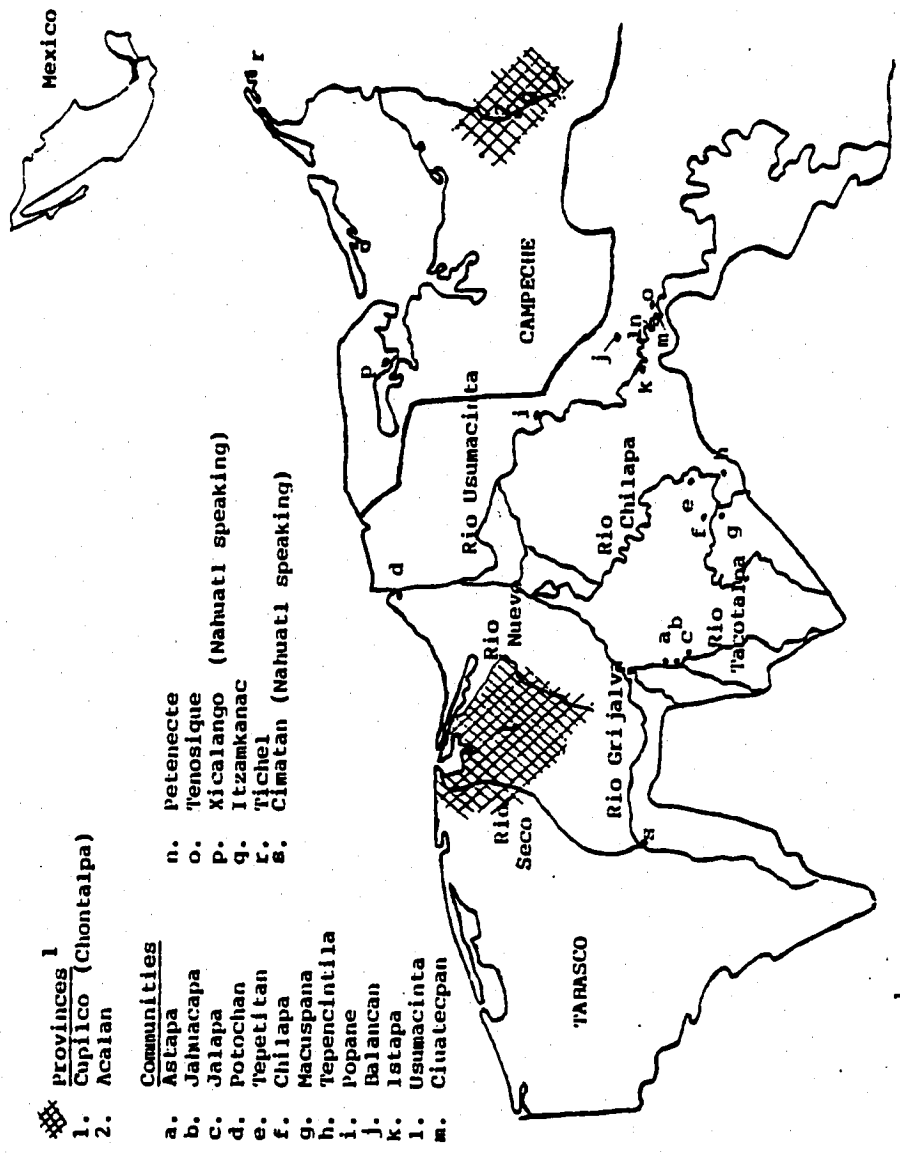 Mexico
Provinces 1
1. Cupilco (Chontalpa)
2. Acalan
Communities
a. Astapa
b. Jahuacapa
c. Jalapa
d. Potochan
e. Tepetitan
f. Chilapa
g. Macuspana
h. Tepencintila
i. Popane
j. Balancan
k. Istapa
l. Usumacinta
m. Ciuatecpan
n. Petenecte
o. Tenosique
p. Xicalango (Nahuatl speaking)
q. Itzamkanac
r. Tichel
s. Cimatan (Nahuatl speaking)
r
p
d
CAMPECHE
Rio Usumacinta
i
j
k
l
n
m
o
Rio
Chilapa
e
f
g
h
Rio
Nuevo
a
b
c
Rio
Tacotalpa
Rio Grijalva
Rio
Seco
s
TABASCO